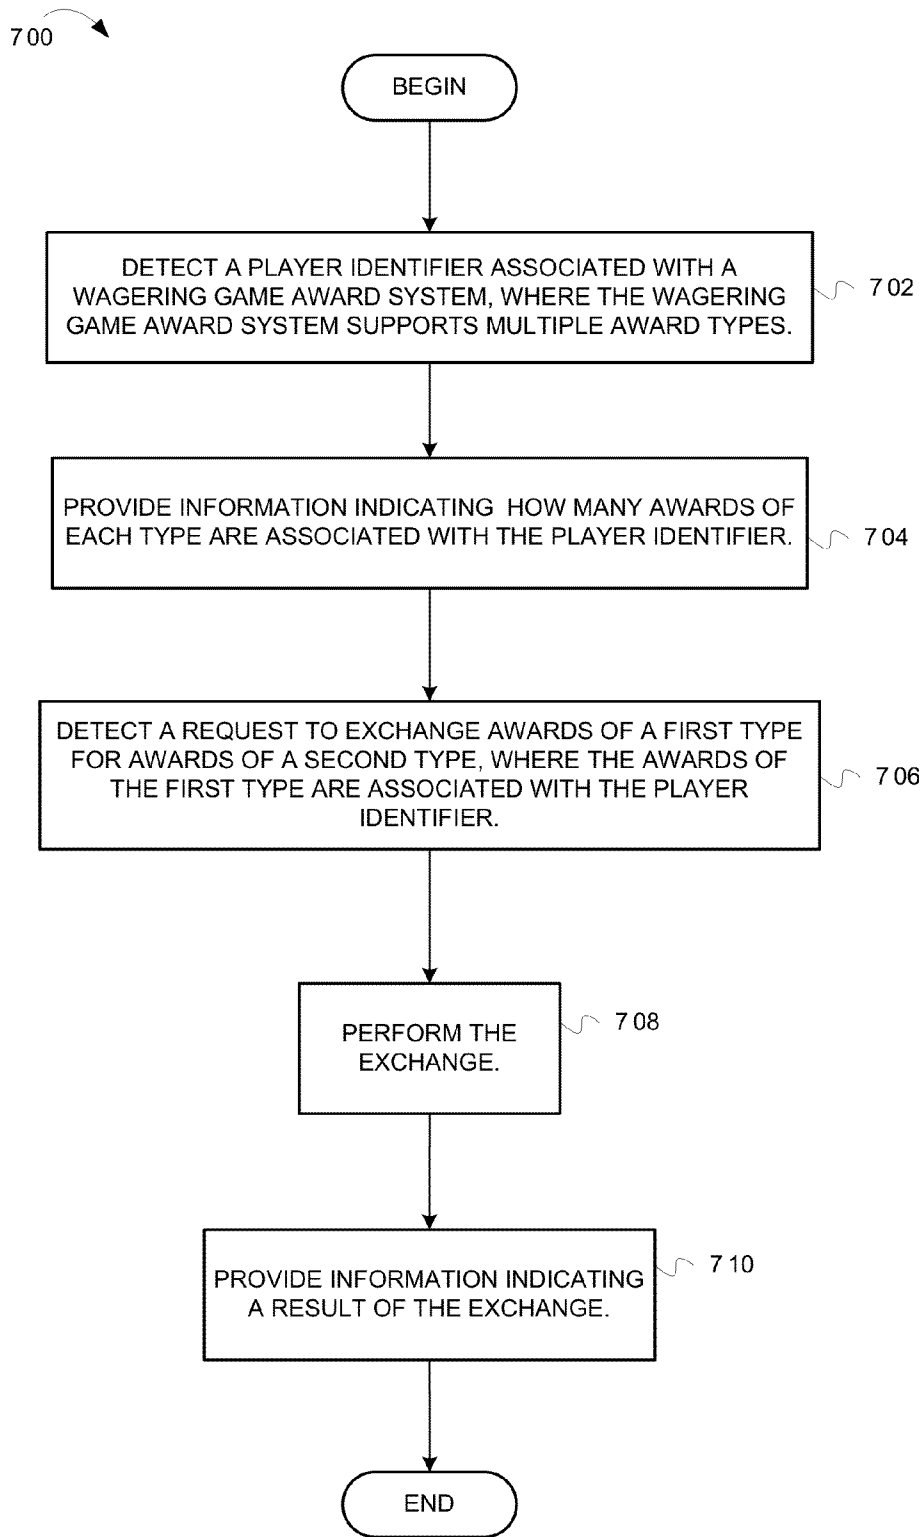 700
BEGIN
DETECT A PLAYER IDENTIFIER ASSOCIATED WITH A
WAGERING GAME AWARD SYSTEM, WHERE THE WAGERING
GAME AWARD SYSTEM SUPPORTS MULTIPLE AWARD TYPES.
702
PROVIDE INFORMATION INDICATING HOW MANY AWARDS OF
EACH TYPE ARE ASSOCIATED WITH THE PLAYER IDENTIFIER.
704
DETECT A REQUEST TO EXCHANGE AWARDS OF A FIRST TYPE
FOR AWARDS OF A SECOND TYPE, WHERE THE AWARDS OF
THE FIRST TYPE ARE ASSOCIATED WITH THE PLAYER
IDENTIFIER.
706
PERFORM THE
EXCHANGE.
708
PROVIDE INFORMATION INDICATING
A RESULT OF THE EXCHANGE.
710
END